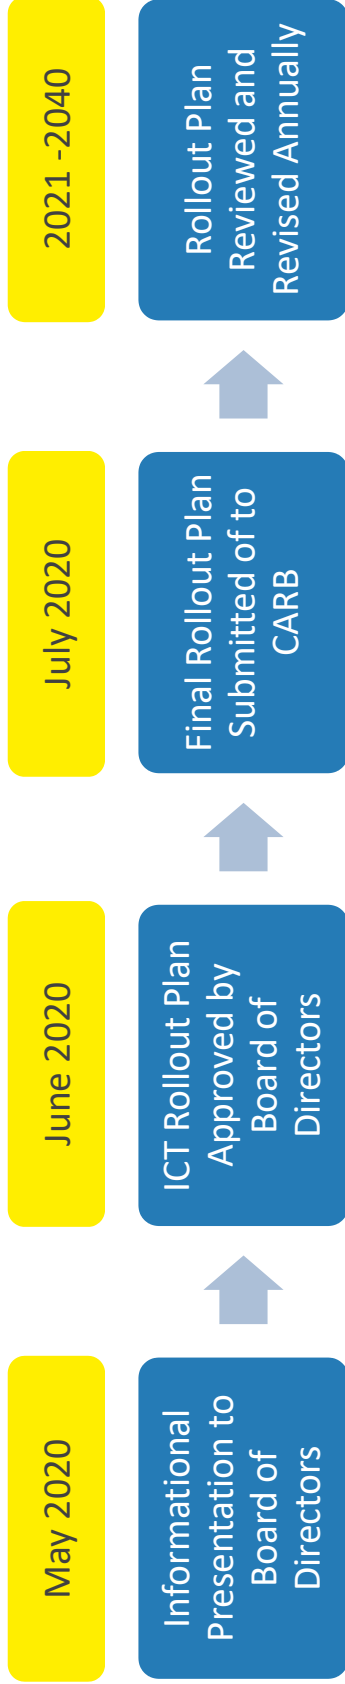 May 2020
Informational
Presentation to
Board of
Directors
June 2020
ICT Rollout Plan
Approved by
Board of
Directors
July 2020
Final Rollout Plan
Submitted of to
CARB
2021 -2040
Rollout Plan
Reviewed and
Revised Annually